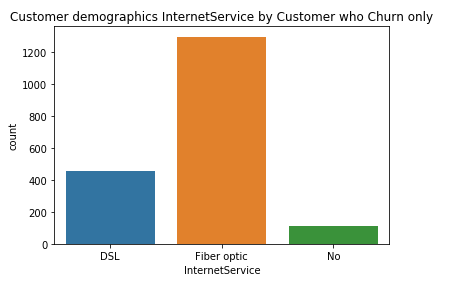 Customer demographics InternetService by Customer who Churn only
1200
1000
800
600
400
200
0
count
DSL
Fiber optic
No
InternetService